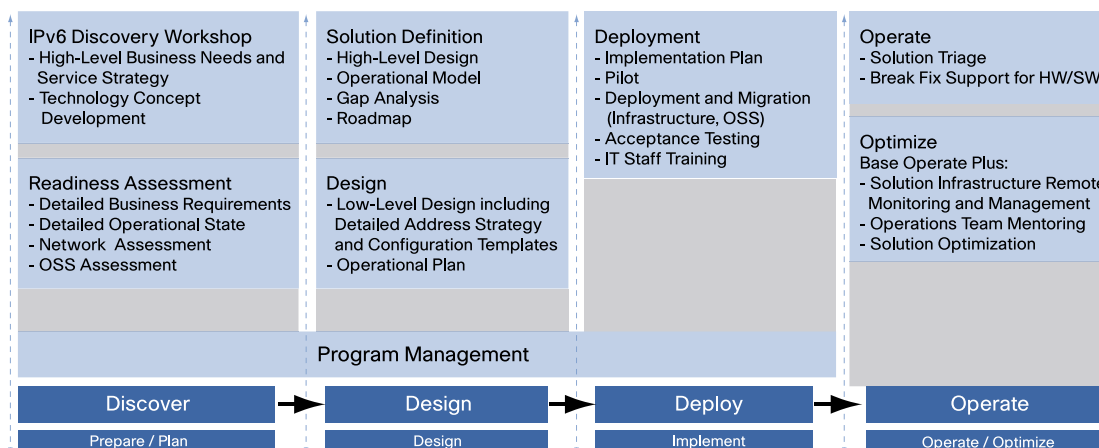 IPv6 Discovery Workshop
- High-Level Business Needs and
Service Strategy
- Technology Concept
Development
Readiness Assessment
- Detailed Business Requirements
- Detailed Operational State
- Network Assessment
- OSS Assessment
Solution Definition
- High-Level Design
- Operational Model
- Gap Analysis
- Roadmap
Design
- Low-Level Design including
Detailed Address Strategy
and Configuration Templates
- Operational Plan
Deployment
- Implementation Plan
- Pilot
- Deployment and Migration
(Infrastructure, OSS)
- Acceptance Testing
- IT Staff Training
Operate
- Solution Triage
- Break Fix Support for HW/SW
Optimize
Base Operate Plus:
- Solution Infrastructure Remote
Monitoring and Management
- Operations Team Mentoring
- Solution Optimization
Program Management
Discover
Design
Deploy
Operate
Prepare / Plan
Design
Implement
Operate / Optimize